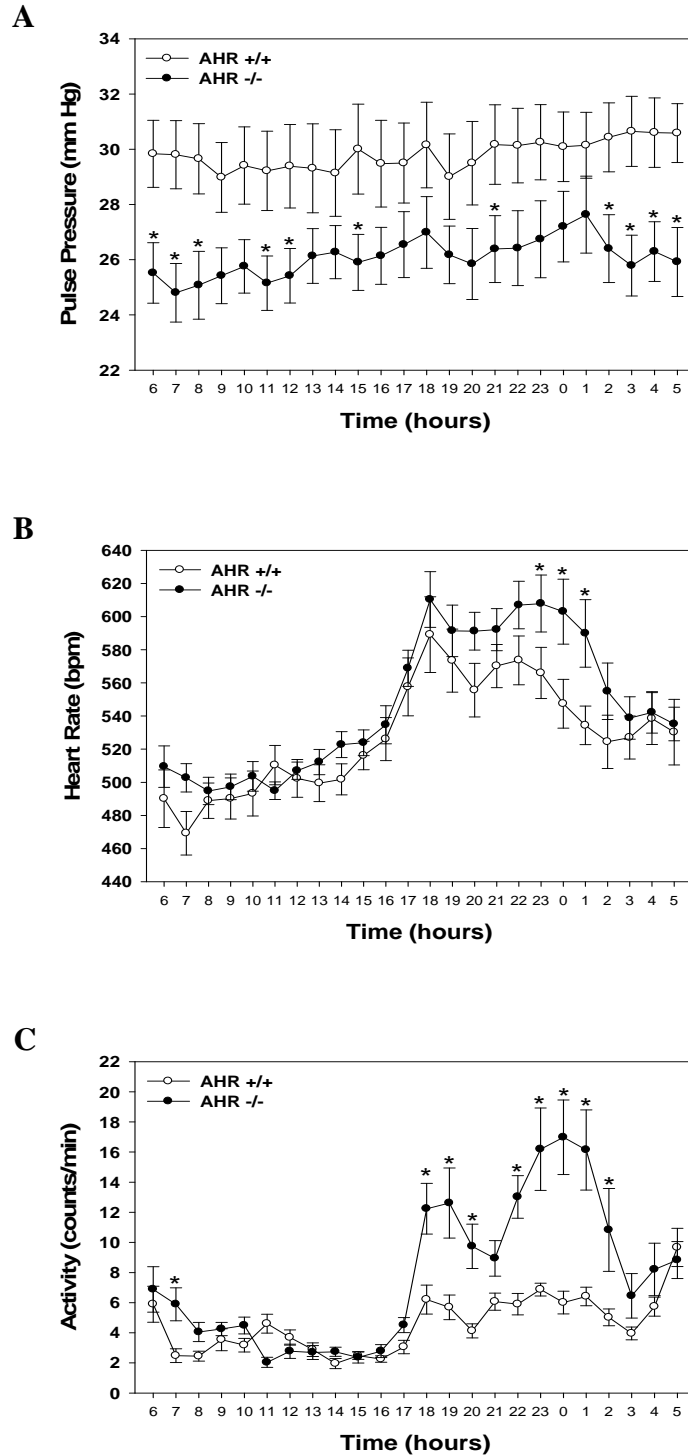 A
34
32
30
28
26
24
22
Pulse Pressure (mm Hg)
AHR +/+
AHR -/-
* * * * * * * * * * *
6 7 8 9 10 11 12 13 14 15 16 17 18 19 20 21 22 23 0 1 2 3 4 5
Time (hours)
B
640
620
600
580
560
540
520
500
480
460
440
Heart Rate (bpm)
AHR +/+
AHR -/-
* * *
6 7 8 9 10 11 12 13 14 15 16 17 18 19 20 21 22 23 0 1 2 3 4 5
Time (hours)
C
22
20
18
16
14
12
10
8
6
4
2
0
Activity (counts/min)
AHR +/+
AHR -/-
* * * * * * * * *
6 7 8 9 10 11 12 13 14 15 16 17 18 19 20 21 22 23 0 1 2 3 4 5
Time (hours)